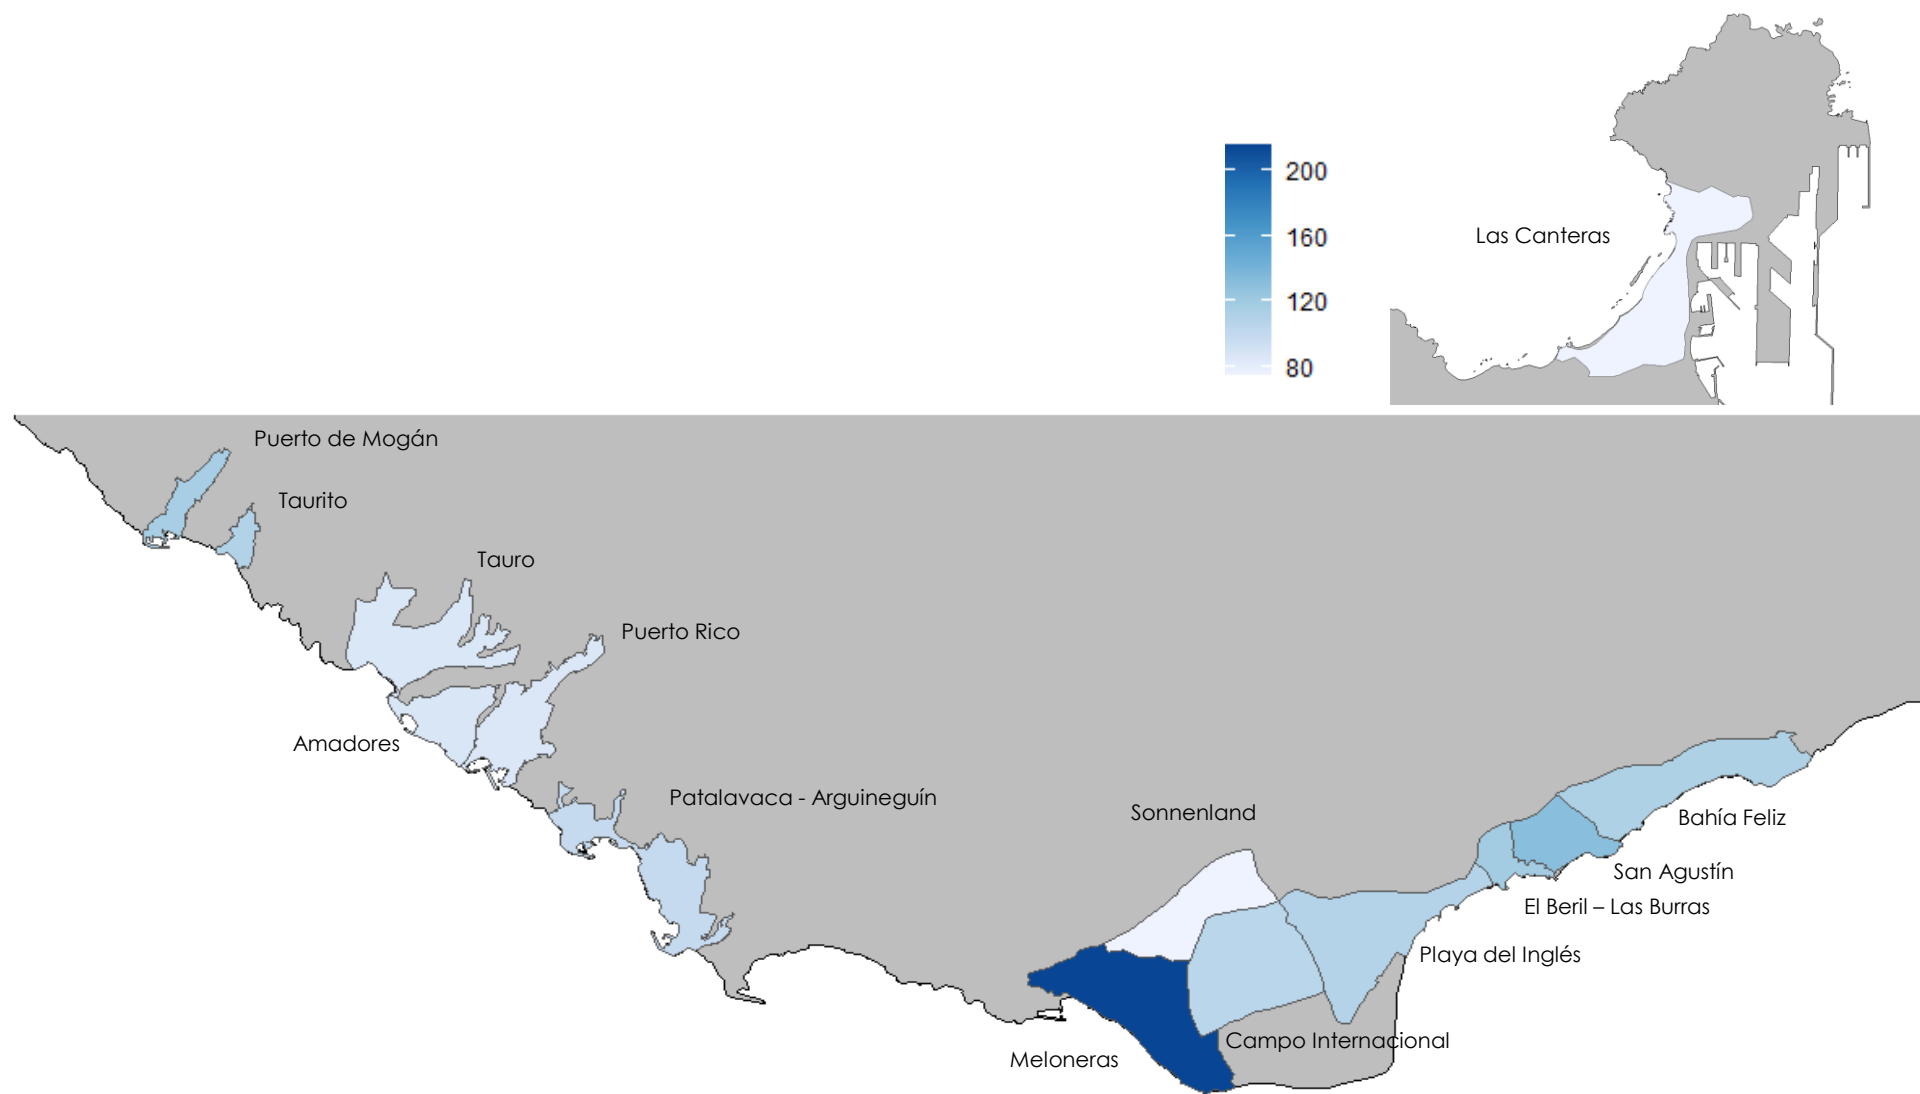 200
160
120
80
Las Canteras
Puerto de Mogán
Taurito
Tauro
Puerto Rico
Amadores
Patalavaca - Arguineguín
Sonnenland
Bahía Feliz
San Agustín
El Beril – Las Burras
Playa del Inglés
Campo Internacional
Meloneras